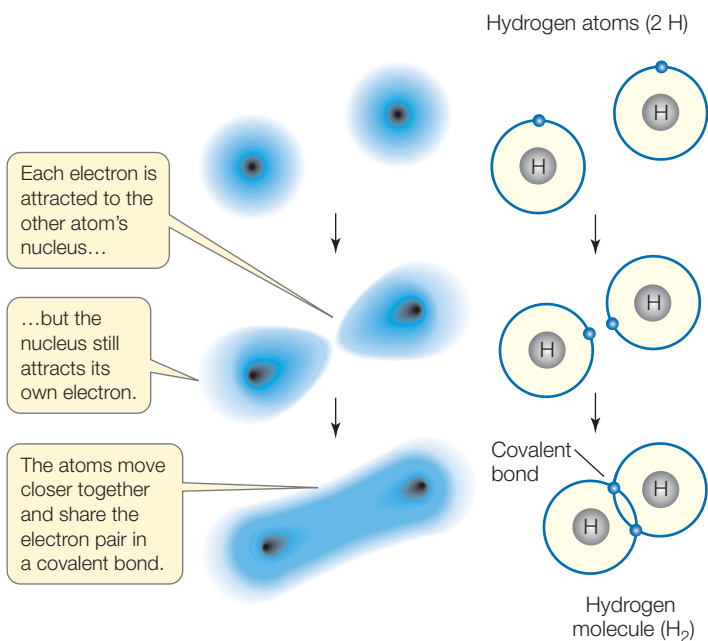 Hydrogen atoms (2 H)
H
H
Each electron is
attracted to the
other atom's
nucleus...
H
H
...but the
nucleus still
attracts its
own electron.
Covalent
bond
The atoms move
closer together
and share the
electron pair in
a covalent bond.
H
H
Hydrogen
molecule (H₂)